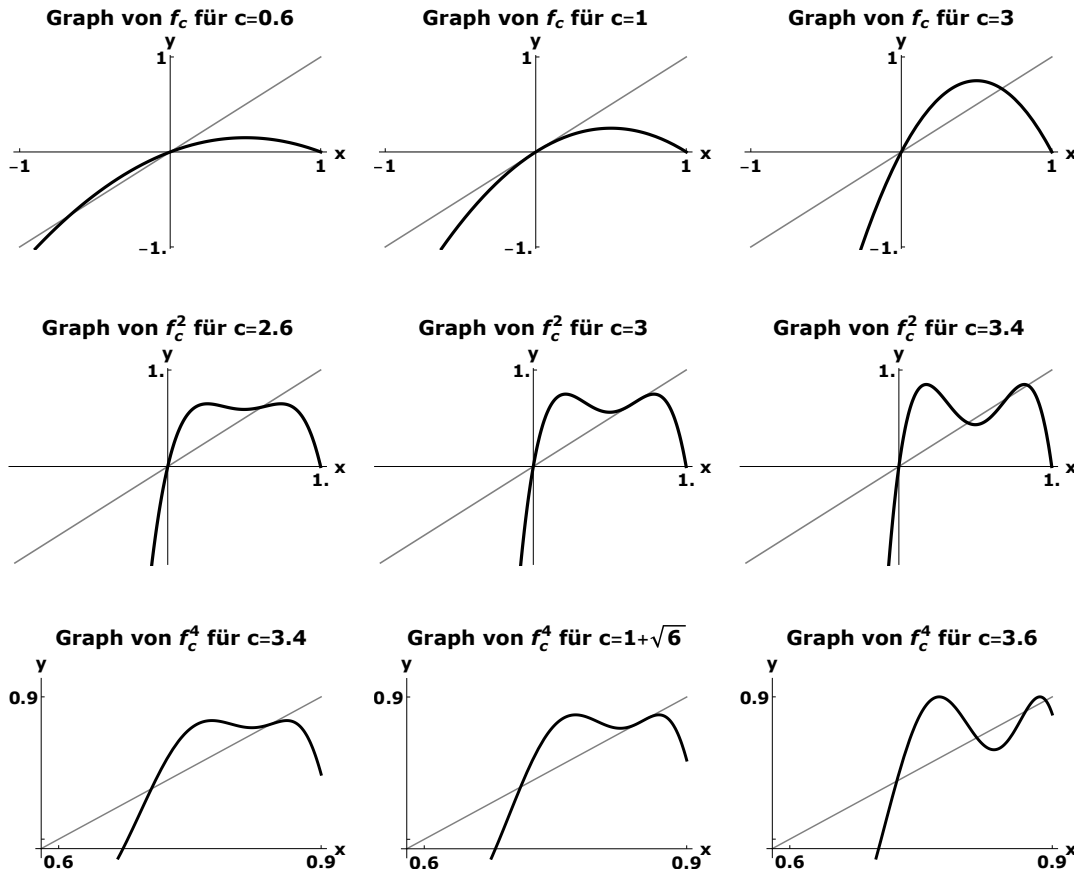 Graph von f_c für c=0.6
y
1
-1
1
x
-1.
Graph von f_c für c=1
y
1
-1
1
x
-1.
Graph von f_c für c=3
y
1
-1
1
x
-1.
Graph von f_c^2 für c=2.6
y
1.
1.
x
Graph von f_c^2 für c=3
y
1.
1.
x
Graph von f_c^2 für c=3.4
y
1.
1.
x
Graph von f_c^4 für c=3.4
y
0.9
0.6
0.9
x
Graph von f_c^4 für c=1+√6
y
0.9
0.6
0.9
x
Graph von f_c^4 für c=3.6
y
0.9
0.6
0.9
x